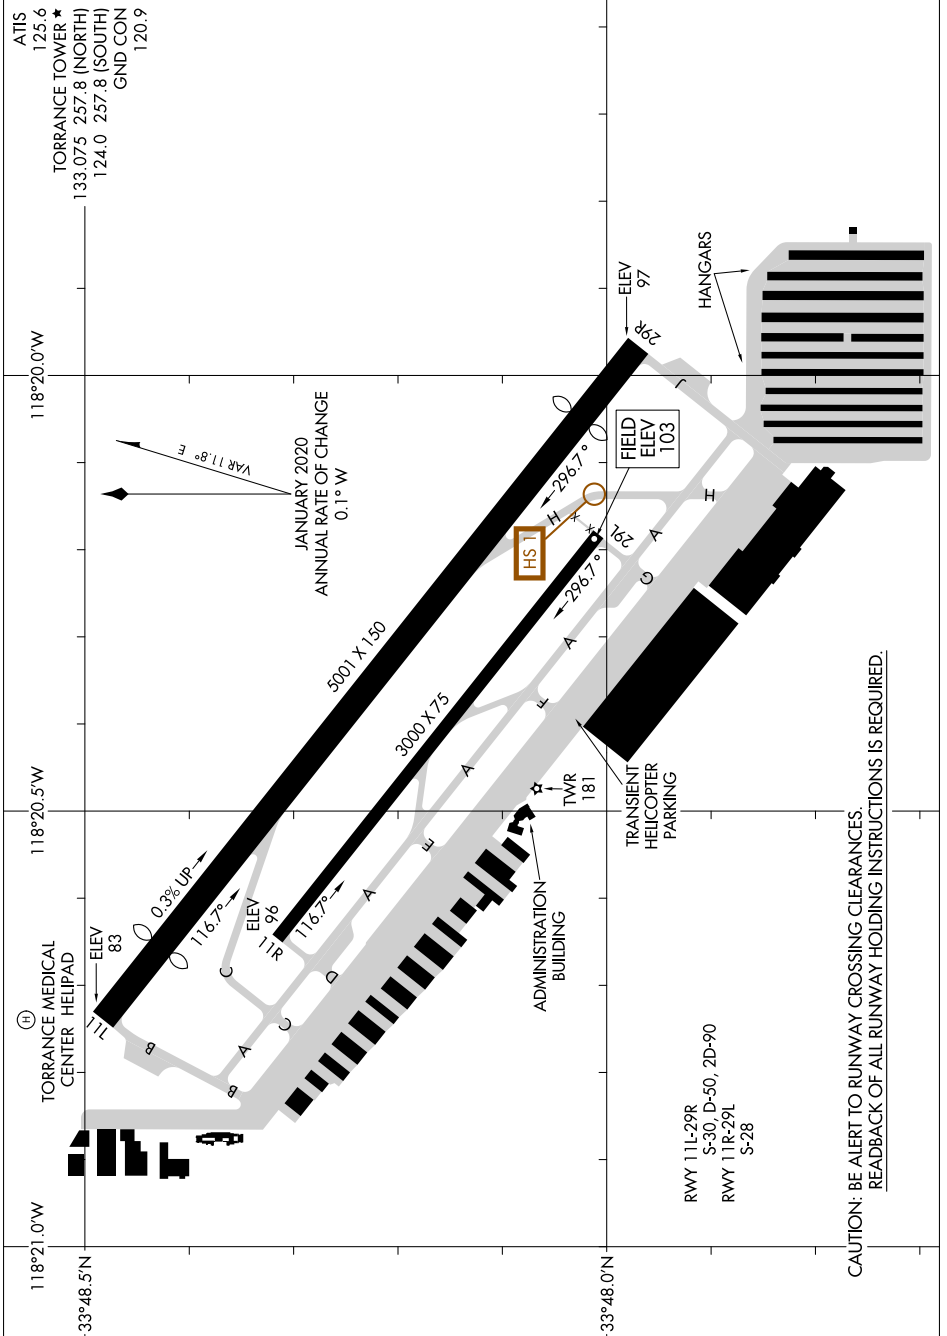 ATIS
125.6
TORRANCE TOWER ★
133.075 257.8 (NORTH)
124.0 257.8 (SOUTH)
GND CON
120.9
118°20.0'W
118°20.5'W
118°21.0'W
33°48.5'N
33°48.0'N
VAR 11.8° E
JANUARY 2020
ANNUAL RATE OF CHANGE
0.1° W
HANGARS
ELEV
97
29R
J
FIELD
ELEV
103
296.7°
HS 1
H
X
X
H
29L
A
G
296.7°
A
F
5001 X 150
3000 X 75
A
E
A
TWR
181
TRANSIENT
HELICOPTER
PARKING
ADMINISTRATION
BUILDING
0.3% UP
116.7°
ELEV
96
11R
116.7°
C
D
C
A
B
B
ELEV
83
11L
H
TORRANCE MEDICAL
CENTER HELIPAD
RWY 11L-29R
S-30, D-50, 2D-90
RWY 11R-29L
S-28
CAUTION: BE ALERT TO RUNWAY CROSSING CLEARANCES.
READBACK OF ALL RUNWAY HOLDING INSTRUCTIONS IS REQUIRED.